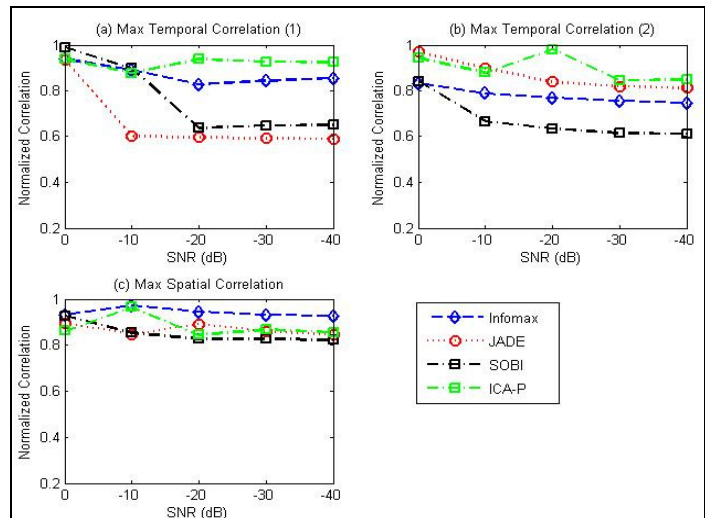 (a) Max Temporal Correlation (1)
Normalized Correlation
1
0.8
0.6
0.4
0.2
0
-10
-20
-30
-40
SNR (dB)
(b) Max Temporal Correlation (2)
Normalized Correlation
1
0.8
0.6
0.4
0.2
0
-10
-20
-30
-40
SNR (dB)
(c) Max Spatial Correlation
Normalized Correlation
1
0.8
0.6
0.4
0.2
0
-10
-20
-30
-40
SNR (dB)
Infomax
JADE
SOBI
ICA-P